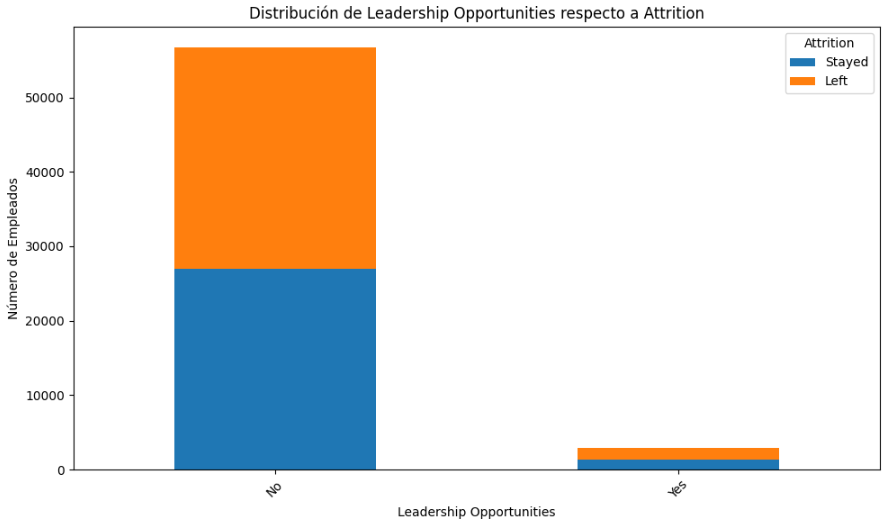 Distribución de Leadership Opportunities respecto a Attrition
Attrition
Stayed
Left
Número de Empleados
50000
40000
30000
20000
10000
0
No
Yes
Leadership Opportunities